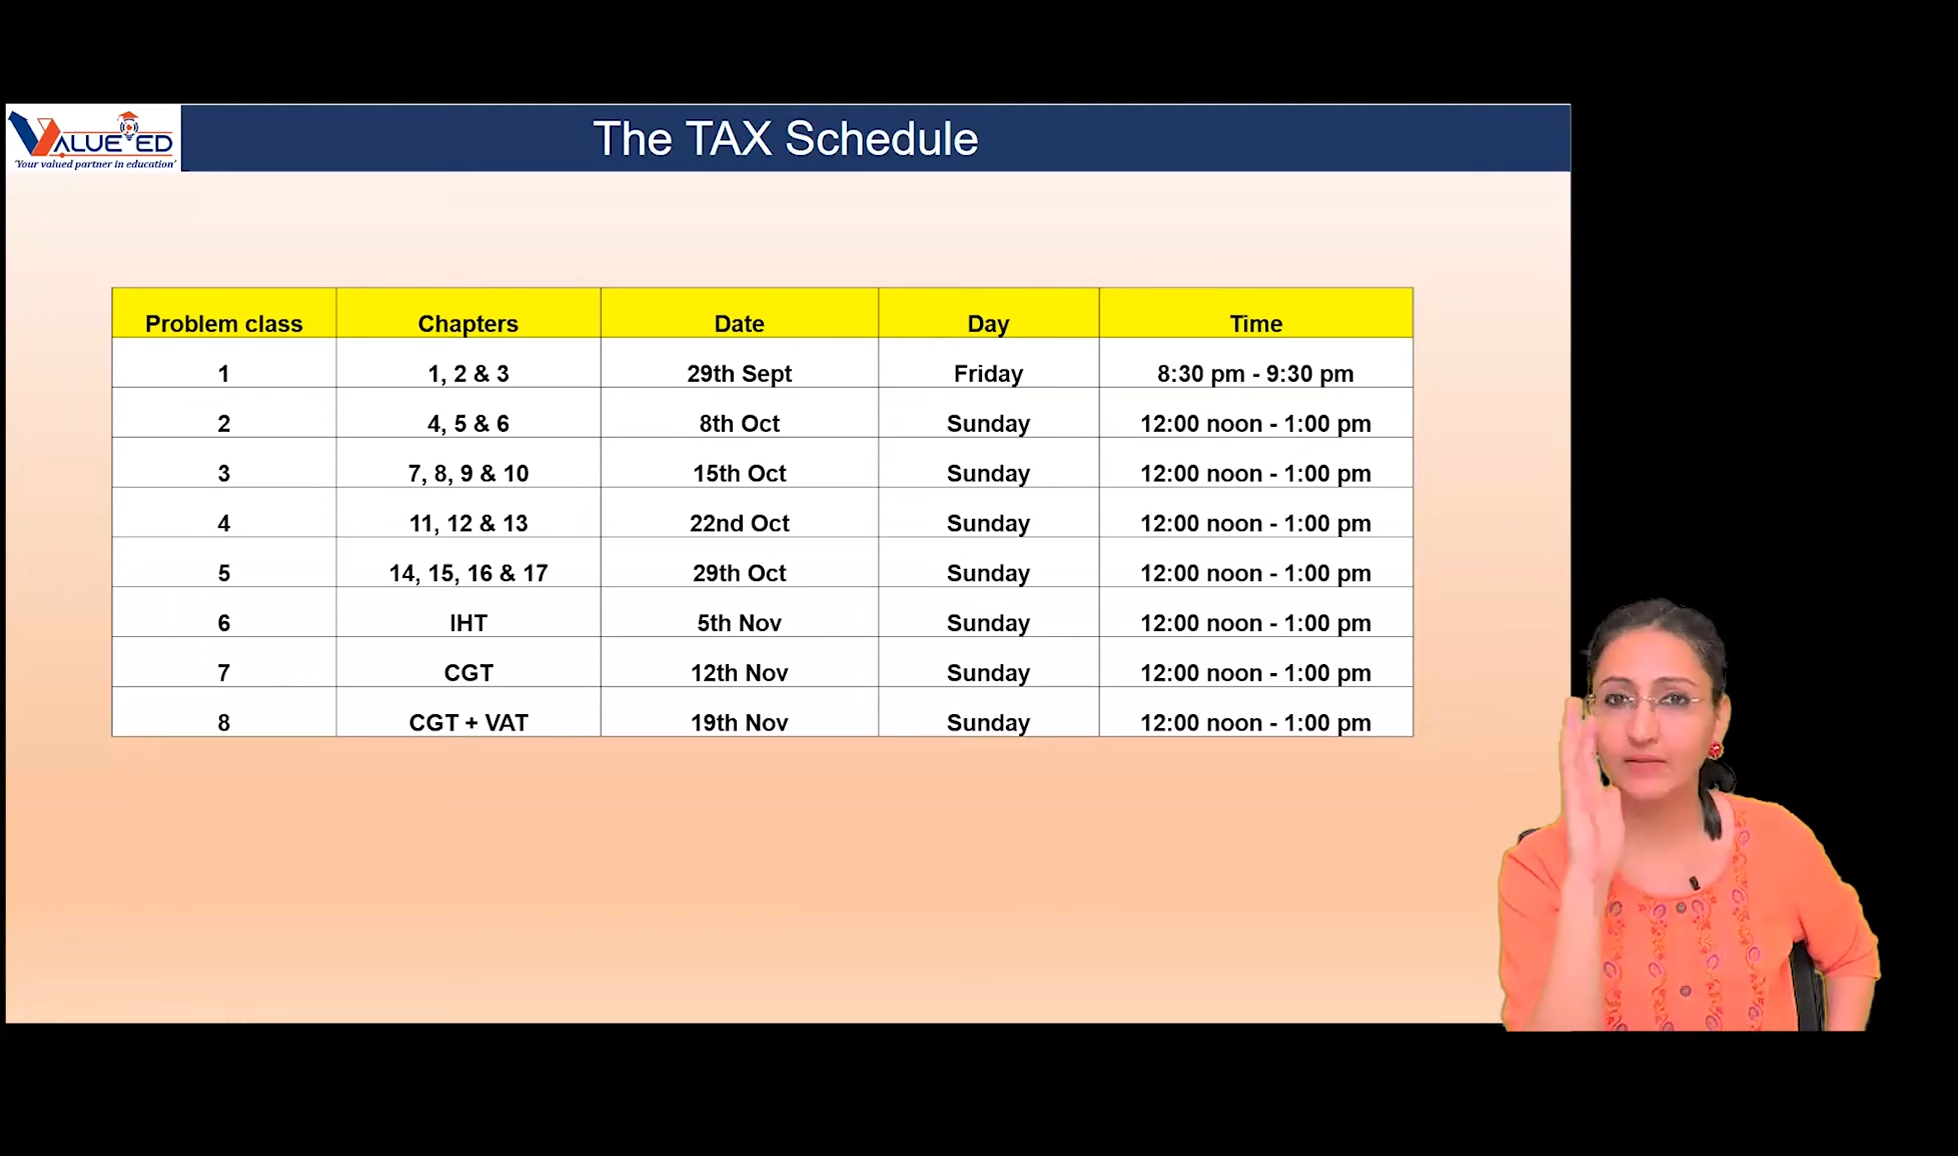 VALUE ED
'Your valued partner in education'
The TAX Schedule
Problem class Chapters Date Day Time
1 1, 2 & 3 29th Sept Friday 8:30 pm - 9:30 pm
2 4, 5 & 6 8th Oct Sunday 12:00 noon - 1:00 pm
3 7, 8, 9 & 10 15th Oct Sunday 12:00 noon - 1:00 pm
4 11, 12 & 13 22nd Oct Sunday 12:00 noon - 1:00 pm
5 14, 15, 16 & 17 29th Oct Sunday 12:00 noon - 1:00 pm
6 IHT 5th Nov Sunday 12:00 noon - 1:00 pm
7 CGT 12th Nov Sunday 12:00 noon - 1:00 pm
8 CGT + VAT 19th Nov Sunday 12:00 noon - 1:00 pm